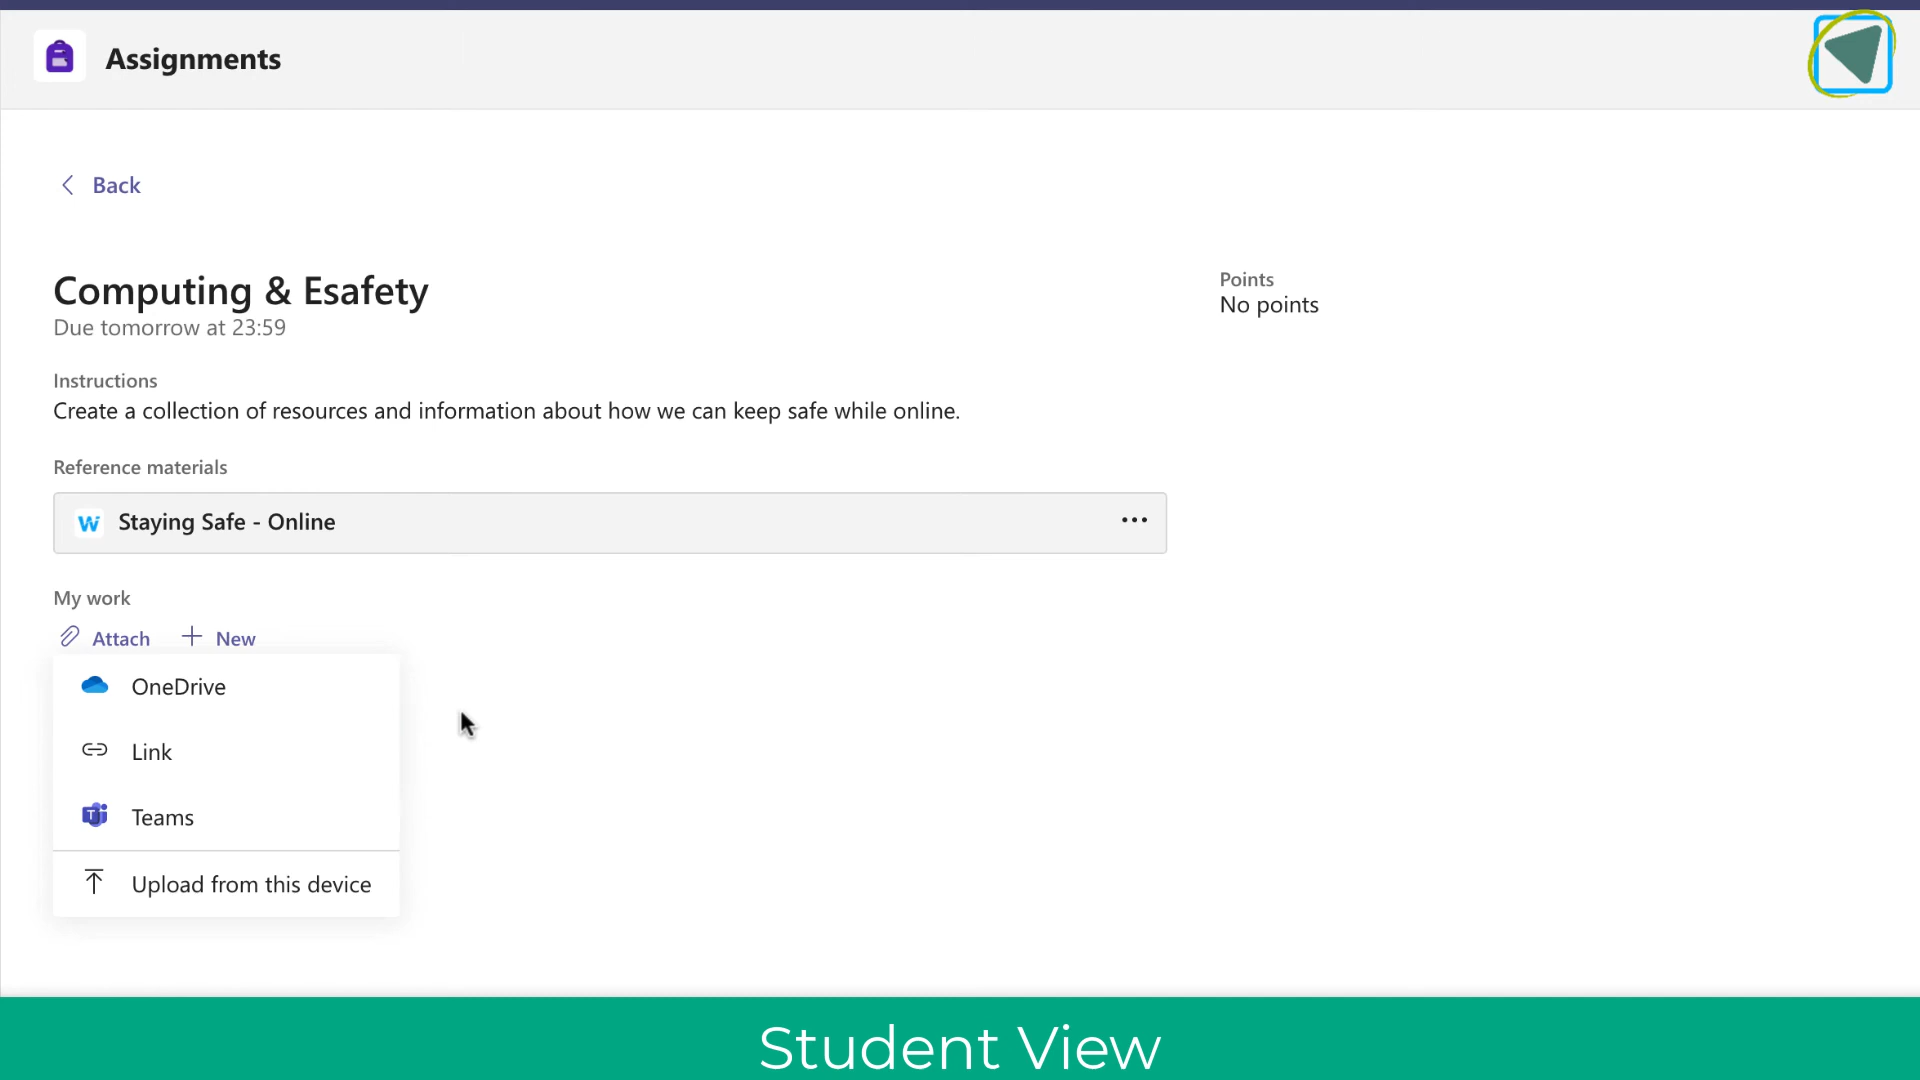 Assignments
Back
Computing & Esafety
Due tomorrow at 23:59
Points
No points
Instructions
Create a collection of resources and information about how we can keep safe while online.
Reference materials
W Staying Safe - Online
My work
Attach New
OneDrive
Link
Teams
Upload from this device
Student View